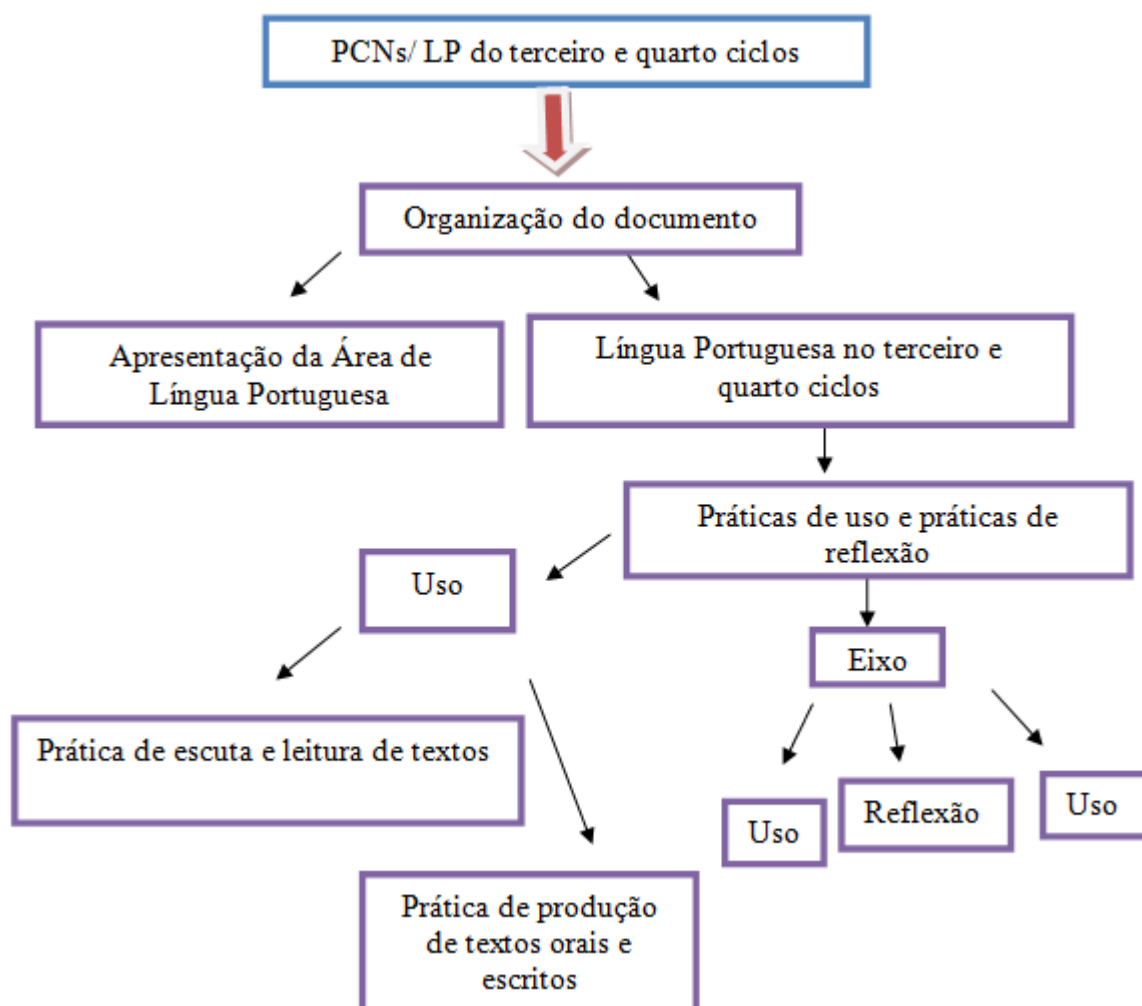 PCNs/ LP do terceiro e quarto ciclos
Organização do documento
Apresentação da Área de
Língua Portuguesa
Língua Portuguesa no terceiro e
quarto ciclos
Práticas de uso e práticas de
reflexão
Uso
Eixo
Prática de escuta e leitura de textos
Uso
Reflexão
Uso
Prática de produção
de textos orais e
escritos